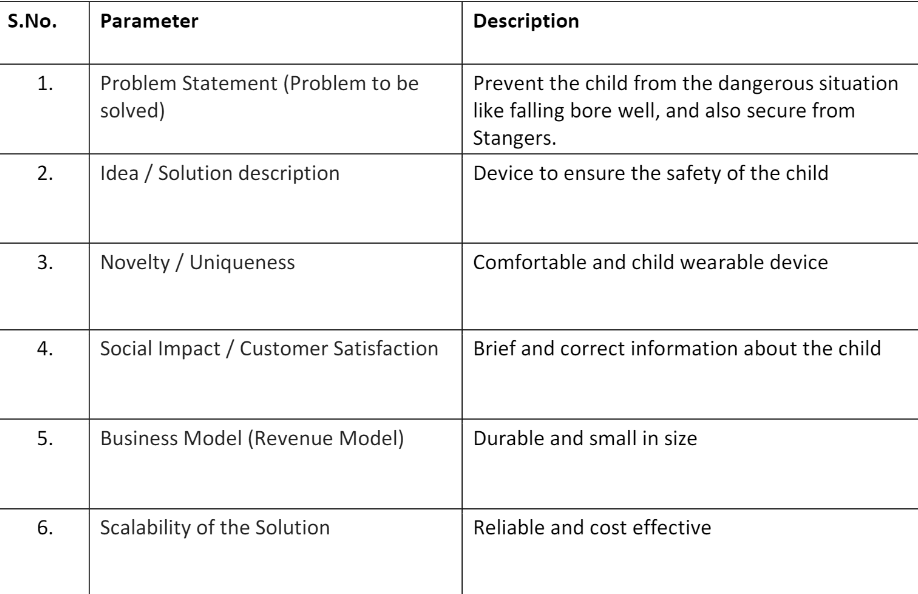 S.No. Parameter Description
1. Problem Statement (Problem to be Prevent the child from the dangerous situation
solved) like falling bore well, and also secure from
Stangers.
2. Idea / Solution description Device to ensure the safety of the child
3. Novelty / Uniqueness Comfortable and child wearable device
4. Social Impact / Customer Satisfaction Brief and correct information about the child
5. Business Model (Revenue Model) Durable and small in size
6. Scalability of the Solution Reliable and cost effective